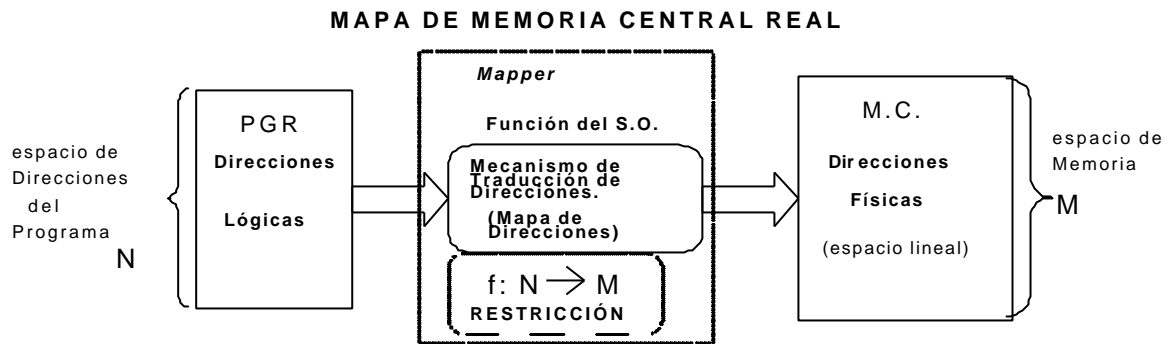 MAPA DE MEMORIA CENTRAL REAL
espacio de
Direcciones
del
Programa
N
PGR
Direcciones
Lógicas
Mapper
Función del S.O.
Mecanismo de
Traducción de
Direcciones.
(Mapa de
Direcciones)
f: N → M
RESTRICCIÓN
M.C.
Direcciones
Físicas
(espacio lineal)
espacio de
Memoria
M